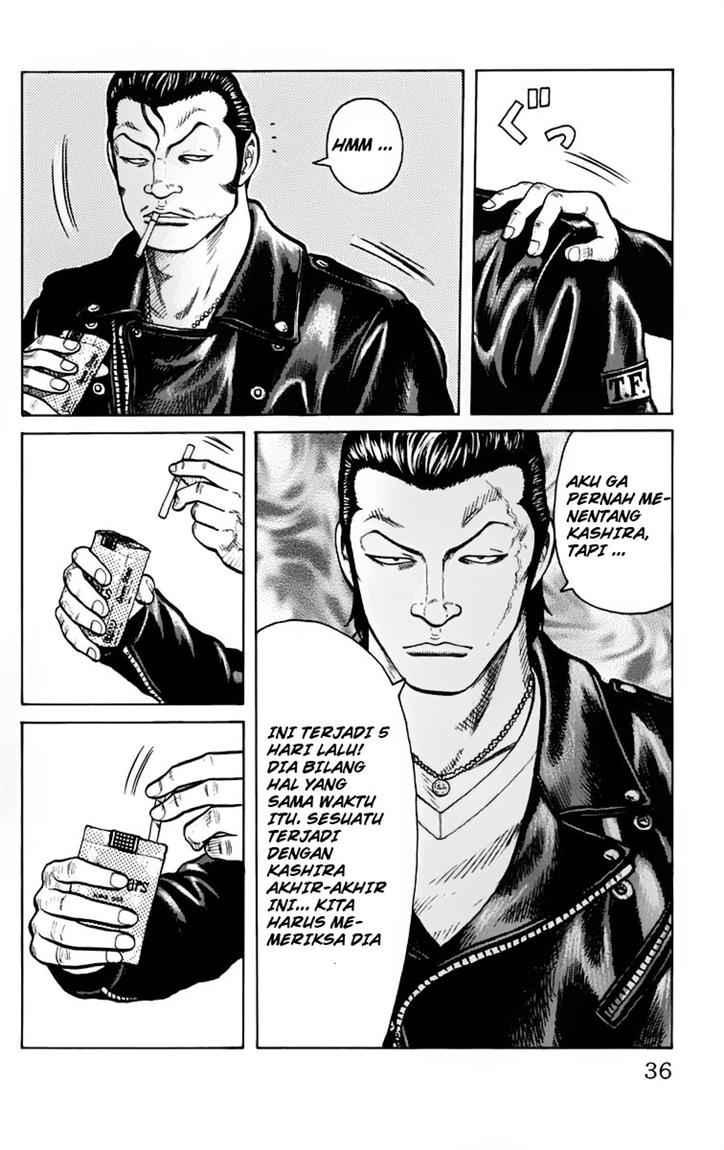 ぐっ
HMM ...
T.F.
AKU GA
PERNAH ME-
NENTANG
KASHIRA,
TAPI ...
INI TERJADI 5
HARI LALU!
DIA BILANG
HAL YANG
SAMA WAKTU
ITU. SESUATU
TERJADI
DENGAN
KASHIRA
AKHIR-AKHIR
INI... KITA
HARUS ME-
MERIKSA DIA
36